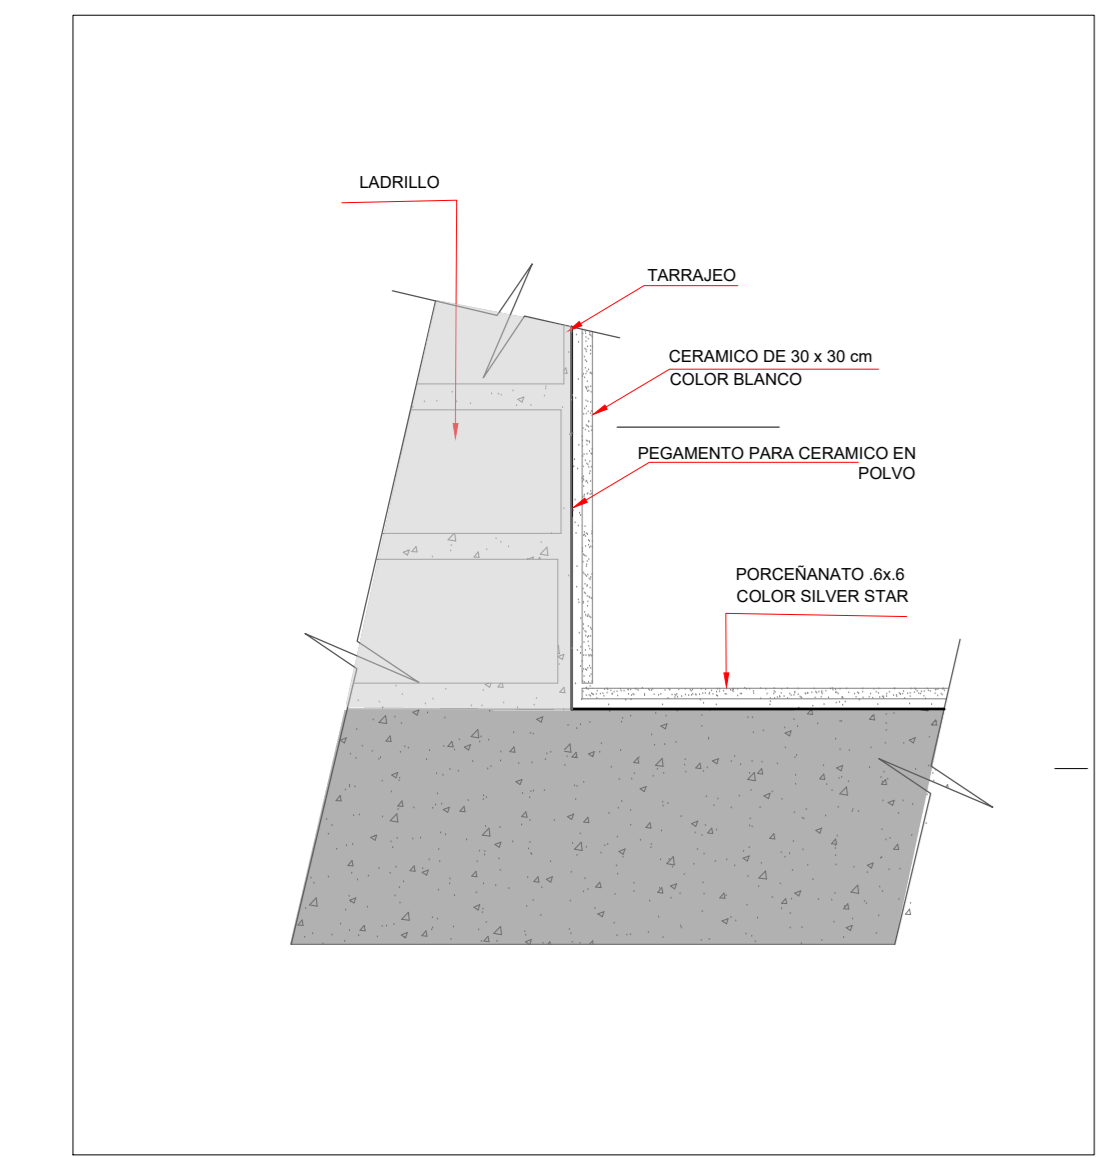 LADRILLO
TARRAJEO
CERAMICO DE 30 x 30 cm
COLOR BLANCO
PEGAMENTO PARA CERAMICO EN
POLVO
PORCEÑANATO .6x.6
COLOR SILVER STAR